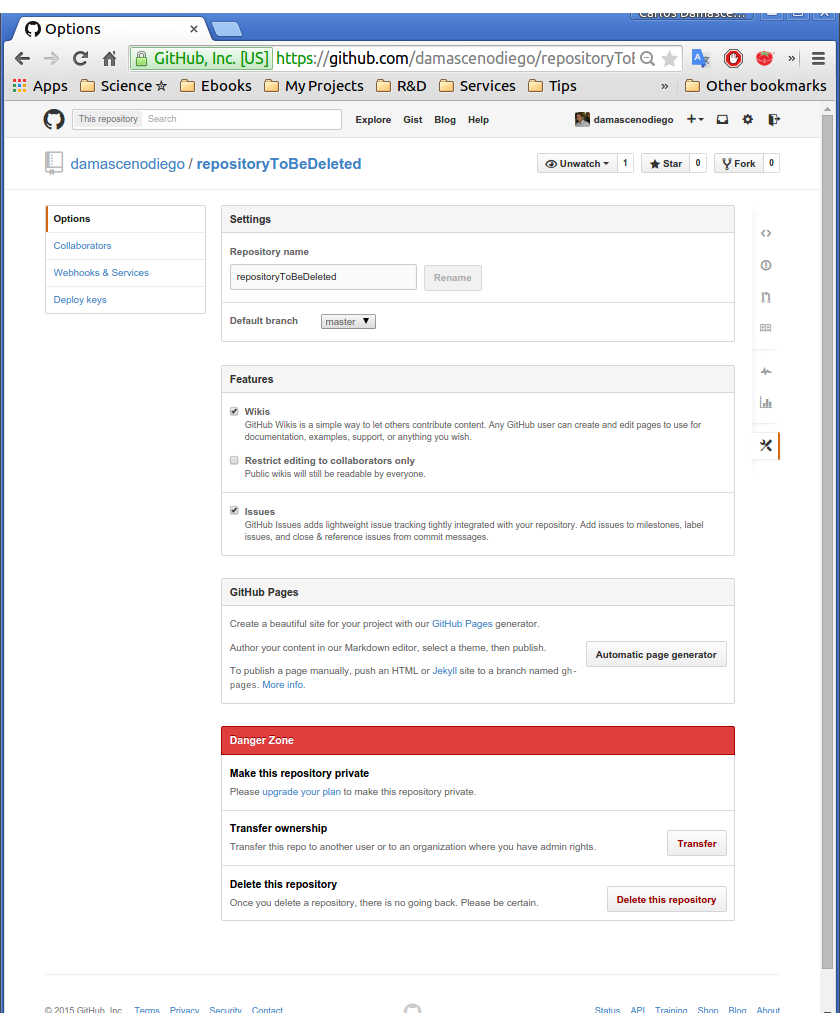 Carlos Damasce...
Options
GitHub, Inc. [US] https://github.com/damascenodiego/repositoryToB
Apps Science ☆ Ebooks My Projects R&D Services Tips » Other bookmarks
This repository Search Explore Gist Blog Help damascenodiego
damascenodiego / repositoryToBeDeleted
Unwatch 1 Star 0 Fork 0
Options
Collaborators
Webhooks & Services
Deploy keys
Settings
Repository name
repositoryToBeDeleted Rename
Default branch master
Features
Wikis
GitHub Wikis is a simple way to let others contribute content. Any GitHub user can create and edit pages to use for
documentation, examples, support, or anything you wish.
Restrict editing to collaborators only
Public wikis will still be readable by everyone.
Issues
GitHub Issues adds lightweight issue tracking tightly integrated with your repository. Add issues to milestones, label
issues, and close & reference issues from commit messages.
GitHub Pages
Create a beautiful site for your project with our GitHub Pages generator.
Author your content in our Markdown editor, select a theme, then publish.
Automatic page generator
To publish a page manually, push an HTML or Jekyll site to a branch named gh-
pages. More info.
Danger Zone
Make this repository private
Please upgrade your plan to make this repository private.
Transfer ownership
Transfer this repo to another user or to an organization where you have admin rights.
Transfer
Delete this repository
Once you delete a repository, there is no going back. Please be certain.
Delete this repository
© 2015 GitHub, Inc. Terms Privacy Security Contact Status API Training Shop Blog About